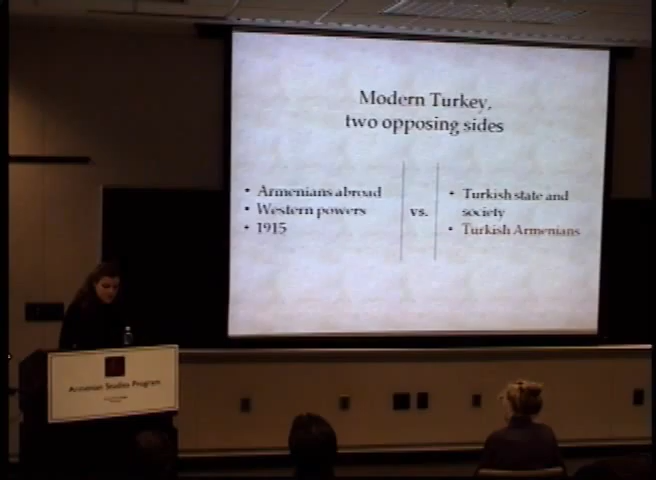 Modern Turkey,
two opposing sides
• Armenians abroad
• Western powers
• 1915
vs.
• Turkish state and
society
• Turkish Armenians
Armenian Studies Program